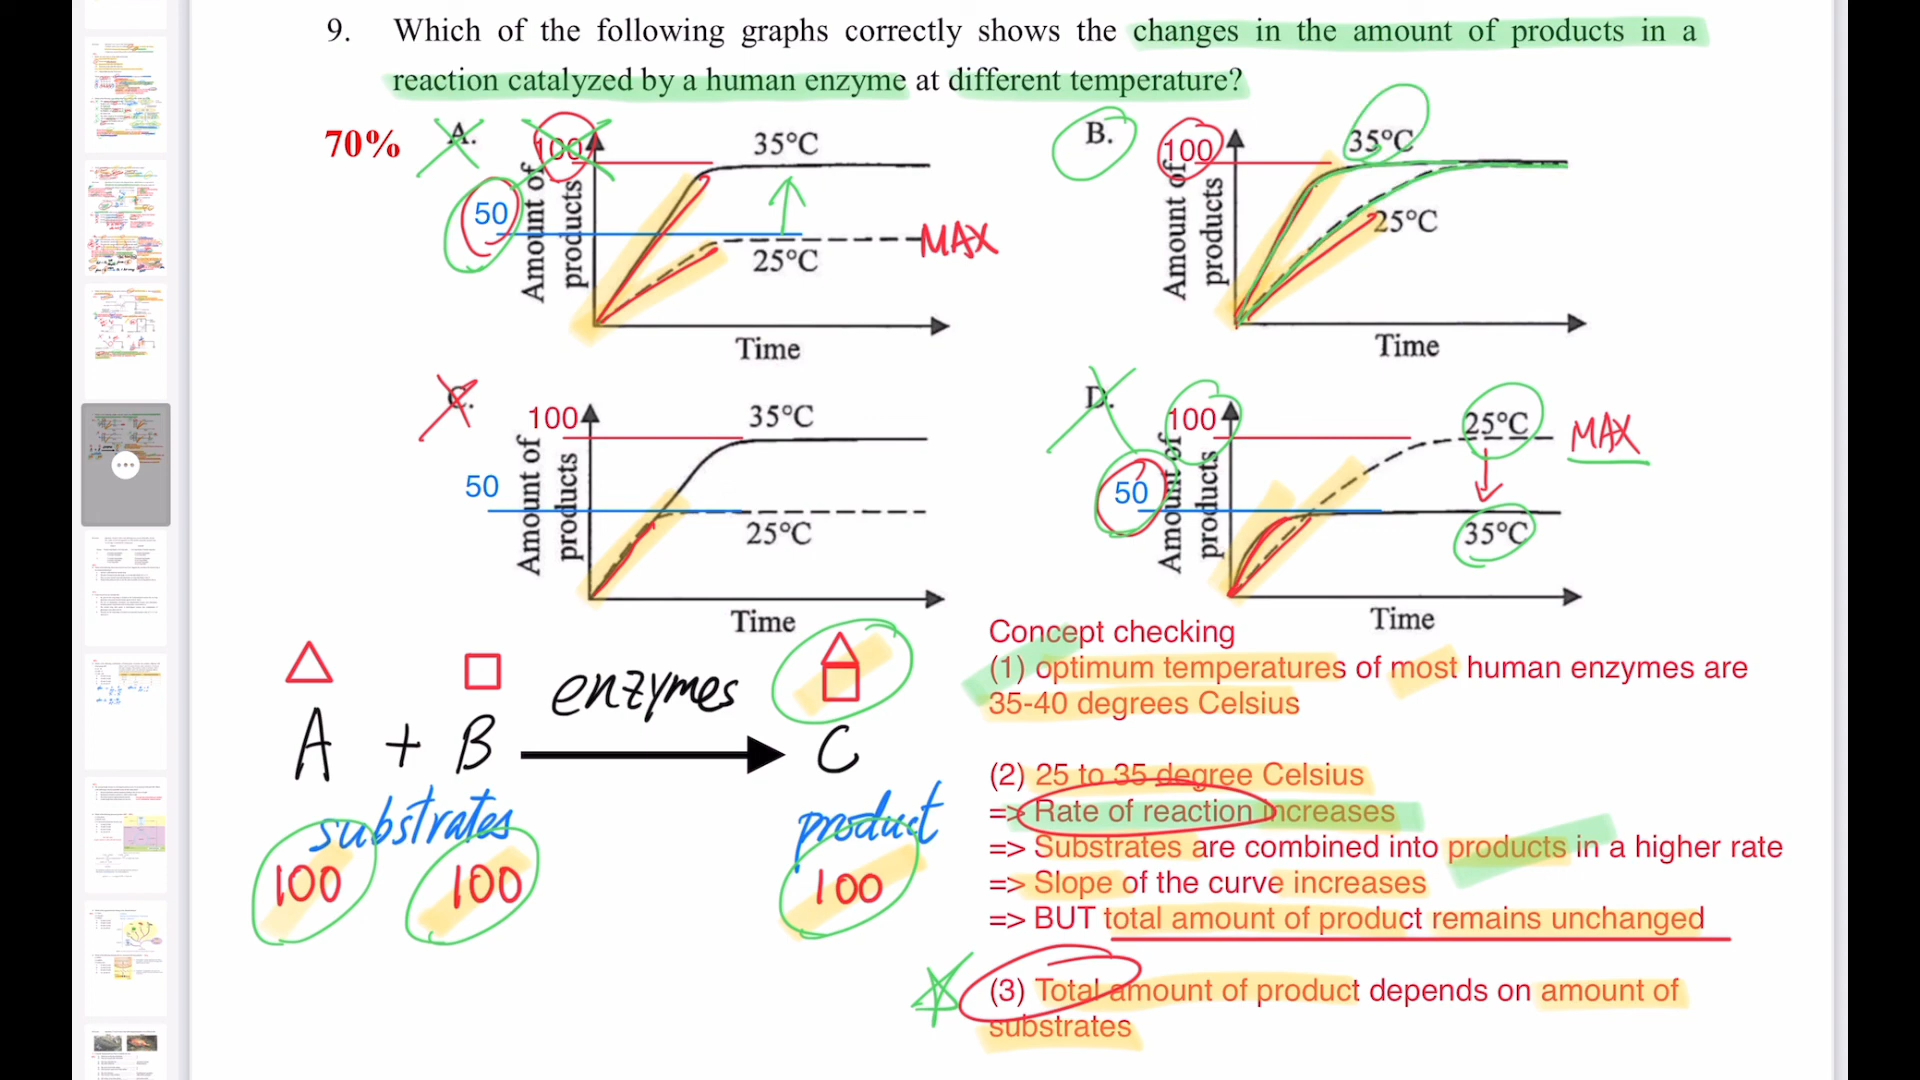 9. Which of the following graphs correctly shows the changes in the amount of products in a
reaction catalyzed by a human enzyme at different temperature?
70%
A.
100
50
Amount of
products
35°C
25°C
MAX
Time
B.
100
Amount of
products
35°C
25°C
Time
C.
100
50
Amount of
products
35°C
25°C
Time
D.
100
50
Amount of
products
25°C
MAX
35°C
Time
enzymes
A + B
C
substrates
product
100
100
100
Concept checking
(1) optimum temperatures of most human enzymes are
35-40 degrees Celsius
(2) 25 to 35 degree Celsius
=> Rate of reaction increases
=> Substrates are combined into products in a higher rate
=> Slope of the curve increases
=> BUT total amount of product remains unchanged
(3) Total amount of product depends on amount of
substrates